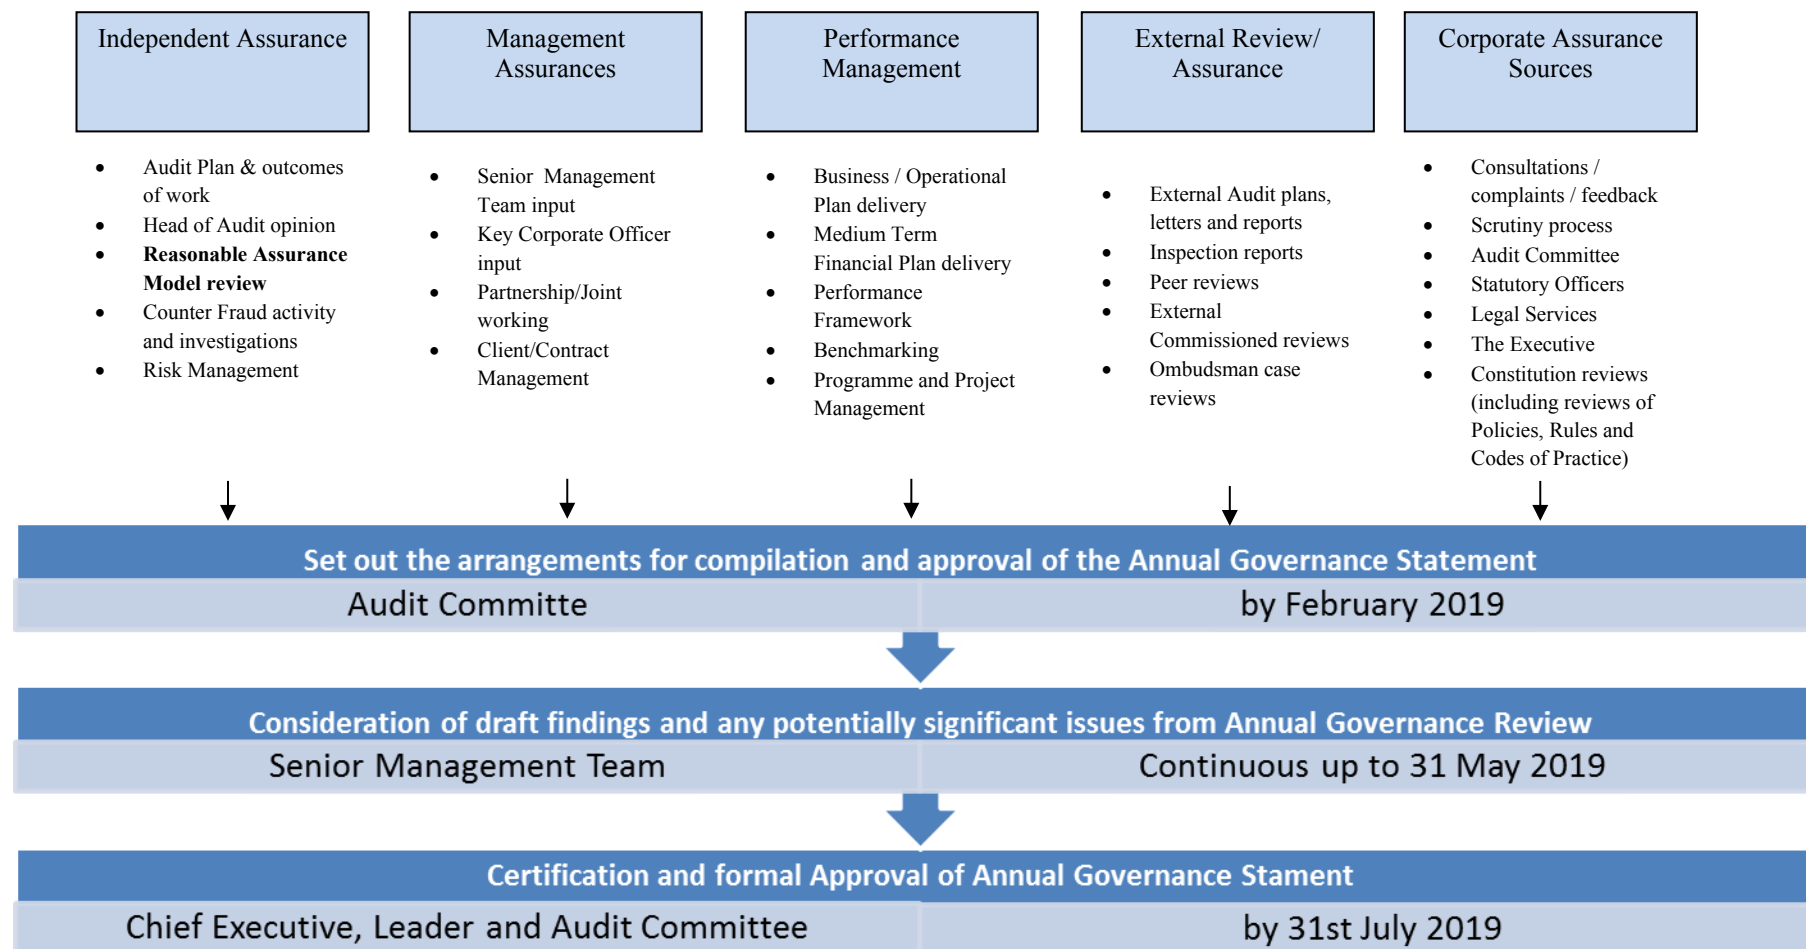 Independent Assurance
Management
Assurances
Performance
Management
External Review/
Assurance
Corporate Assurance
Sources
• Audit Plan & outcomes
of work
• Head of Audit opinion
• Reasonable Assurance
Model review
• Counter Fraud activity
and investigations
• Risk Management
• Senior Management
Team input
• Key Corporate Officer
input
• Partnership/Joint
working
• Client/Contract
Management
• Business / Operational
Plan delivery
• Medium Term
Financial Plan delivery
• Performance
Framework
• Benchmarking
• Programme and Project
Management
• External Audit plans,
letters and reports
• Inspection reports
• Peer reviews
• External
Commissioned reviews
• Ombudsman case
reviews
• Consultations /
complaints / feedback
• Scrutiny process
• Audit Committee
• Statutory Officers
• Legal Services
• The Executive
• Constitution reviews
(including reviews of
Policies, Rules and
Codes of Practice)
Set out the arrangements for compilation and approval of the Annual Governance Statement
Audit Committe
by February 2019
Consideration of draft findings and any potentially significant issues from Annual Governance Review
Senior Management Team
Continuous up to 31 May 2019
Certification and formal Approval of Annual Governance Stament
Chief Executive, Leader and Audit Committee
by 31st July 2019